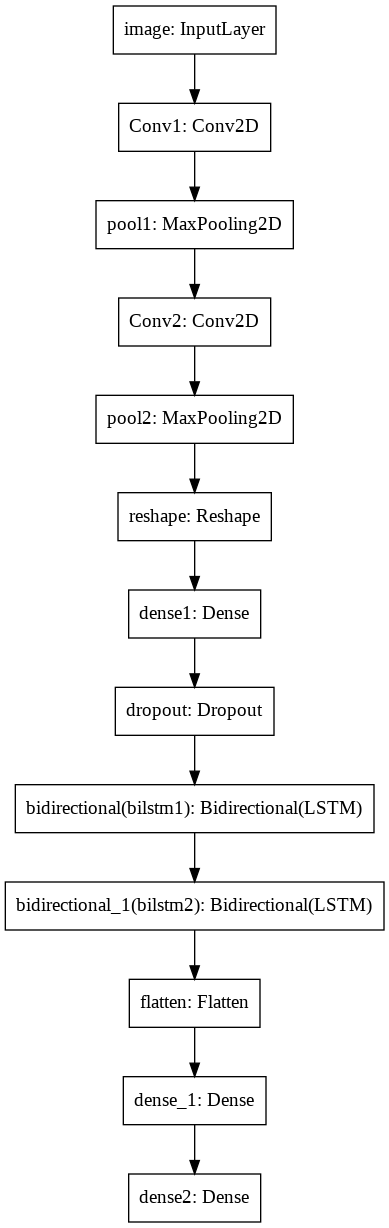 image: InputLayer
Conv1: Conv2D
pool1: MaxPooling2D
Conv2: Conv2D
pool2: MaxPooling2D
reshape: Reshape
dense1: Dense
dropout: Dropout
bidirectional(bilstm1): Bidirectional(LSTM)
bidirectional_1(bilstm2): Bidirectional(LSTM)
flatten: Flatten
dense_1: Dense
dense2: Dense